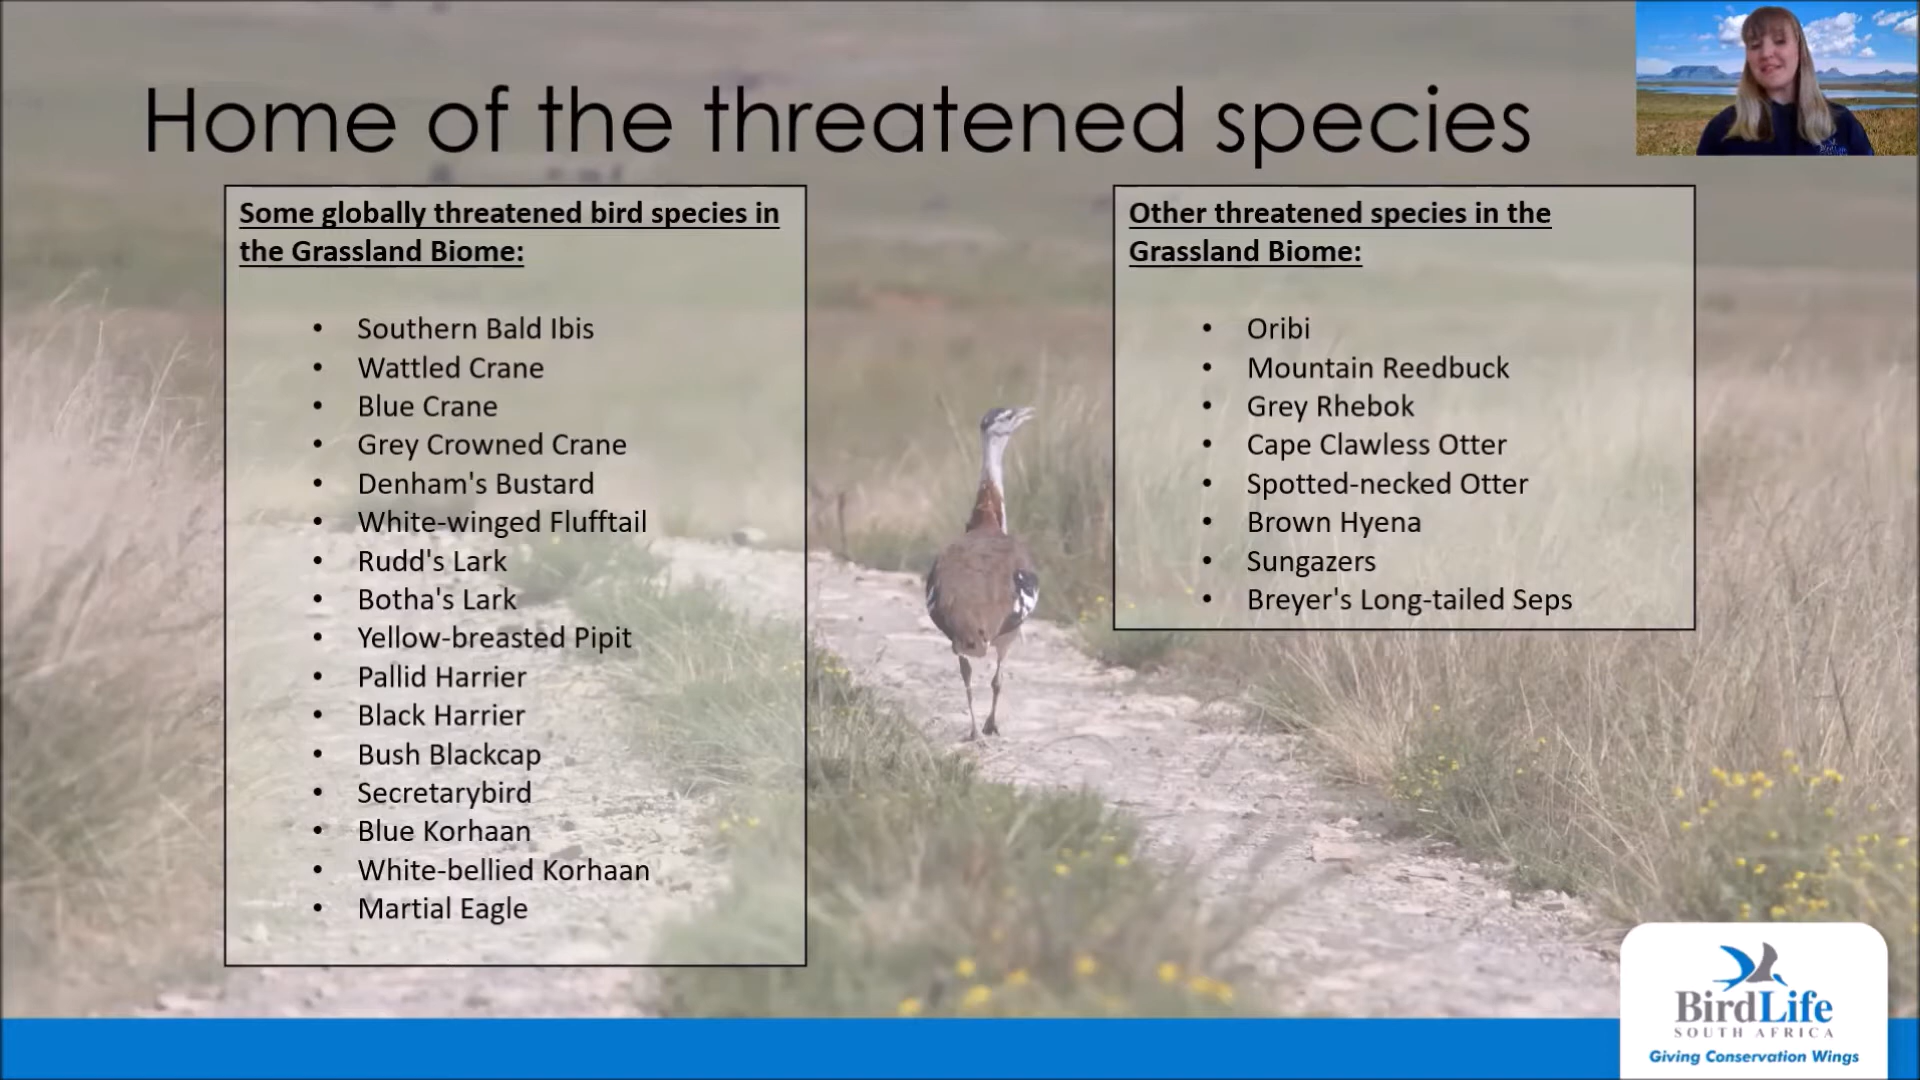 Home of the threatened species
Some globally threatened bird species in
the Grassland Biome:
• Southern Bald Ibis
• Wattled Crane
• Blue Crane
• Grey Crowned Crane
• Denham's Bustard
• White-winged Flufftail
• Rudd's Lark
• Botha's Lark
• Yellow-breasted Pipit
• Pallid Harrier
• Black Harrier
• Bush Blackcap
• Secretarybird
• Blue Korhaan
• White-bellied Korhaan
• Martial Eagle
Other threatened species in the
Grassland Biome:
• Oribi
• Mountain Reedbuck
• Grey Rhebok
• Cape Clawless Otter
• Spotted-necked Otter
• Brown Hyena
• Sungazers
• Breyer's Long-tailed Seps
BirdLife
SOUTH AFRICA
Giving Conservation Wings